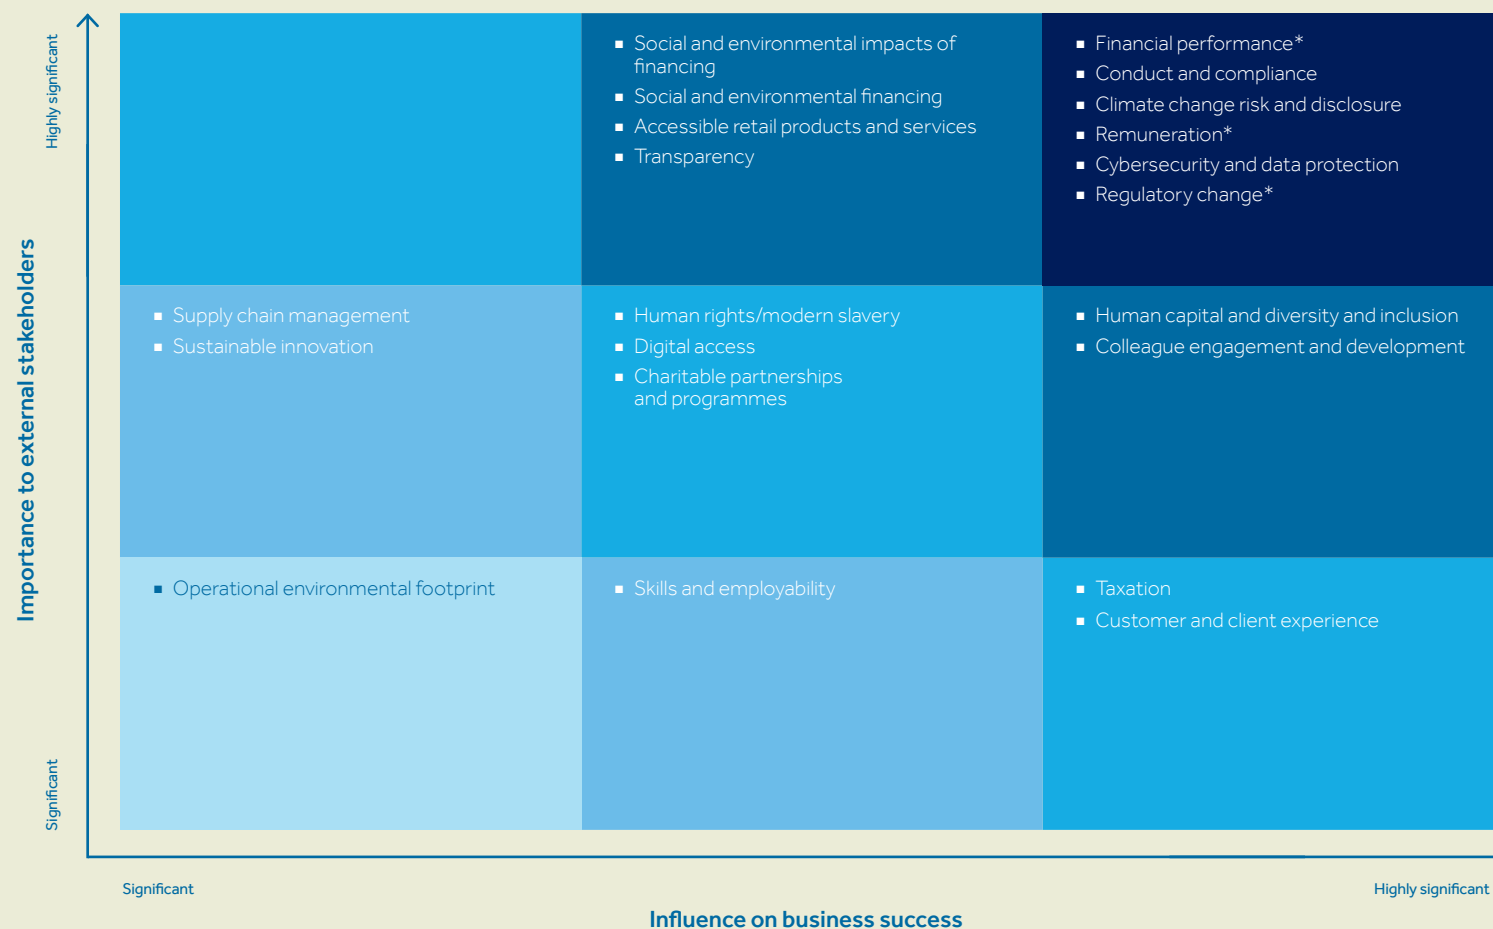 Highly significant
Importance to external stakeholders
Significant
▪ Social and environmental impacts of
financing
▪ Social and environmental financing
▪ Accessible retail products and services
▪ Transparency
▪ Financial performance*
▪ Conduct and compliance
▪ Climate change risk and disclosure
▪ Remuneration*
▪ Cybersecurity and data protection
▪ Regulatory change*
▪ Supply chain management
▪ Sustainable innovation
▪ Human rights/modern slavery
▪ Digital access
▪ Charitable partnerships
and programmes
▪ Human capital and diversity and inclusion
▪ Colleague engagement and development
▪ Operational environmental footprint
▪ Skills and employability
▪ Taxation
▪ Customer and client experience
Significant
Highly significant
Influence on business success